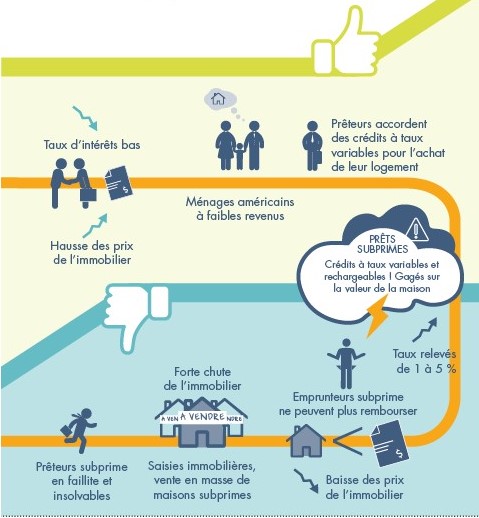 Taux d'intérêts bas
Prêteurs accordent
des crédits à taux
variables pour l'achat
de leur logement
$
Ménages américains
à faibles revenus
Hausse des prix
de l'immobilier
PRÊTS
SUBPRIMES
Crédits à taux variables et
rechargeables ! Gagés sur
la valeur de la maison
Taux relevés
de 1 à 5 %
Forte chute
de l'immobilier
Emprunteurs subprime
ne peuvent plus rembourser
A VEN A VENDRE NDRE
$
Prêteurs subprime
en faillite et
insolvables
Saisies immobilières,
vente en masse de
maisons subprimes
Baisse des prix
de l'immobilier